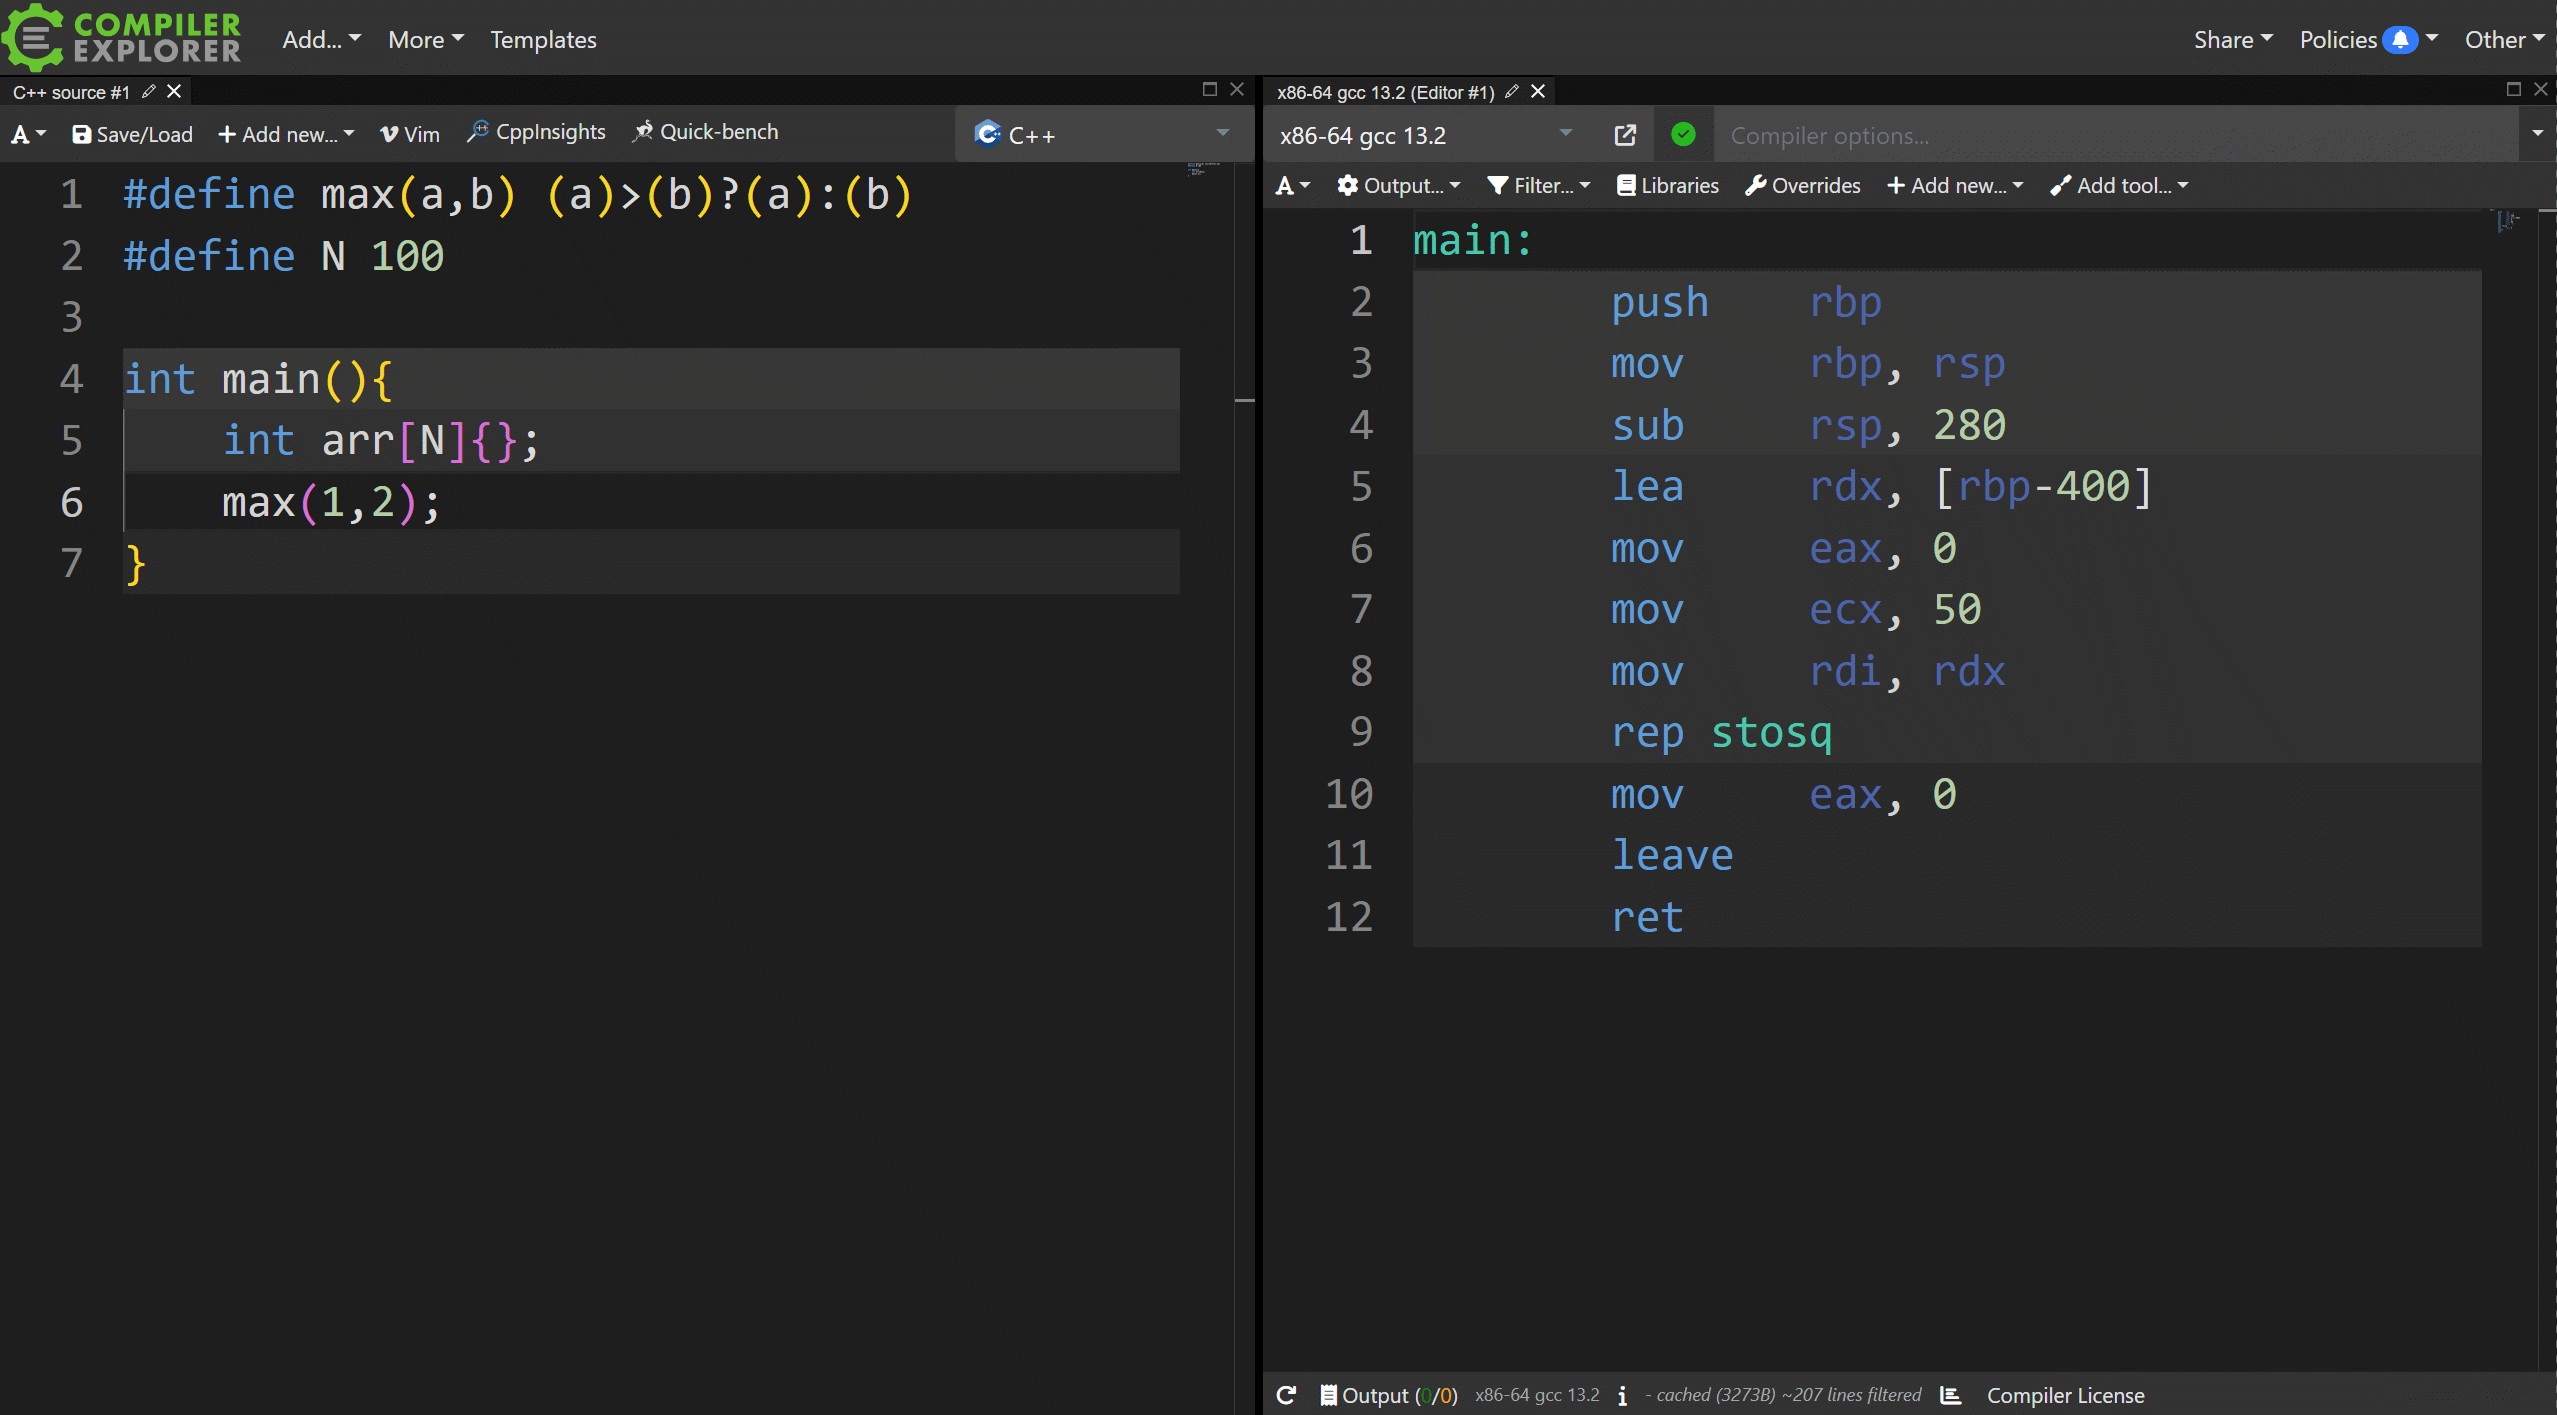 COMPILER
EXPLORER
Add... More Templates
Share Policies Other
C++ source #1
A Save/Load + Add new... Vim CppInsights Quick-bench C++
1 #define max(a,b) (a)>(b)?(a):(b)
2 #define N 100
3
4 int main(){
5 int arr[N]{};
6 max(1,2);
7 }
x86-64 gcc 13.2 (Editor #1)
x86-64 gcc 13.2 Compiler options...
A Output... Filter... Libraries Overrides + Add new... Add tool...
1 main:
2 push rbp
3 mov rbp, rsp
4 sub rsp, 280
5 lea rdx, [rbp-400]
6 mov eax, 0
7 mov ecx, 50
8 mov rdi, rdx
9 rep stosq
10 mov eax, 0
11 leave
12 ret
Output (0/0) x86-64 gcc 13.2 i - cached (3273B) ~207 lines filtered Compiler License